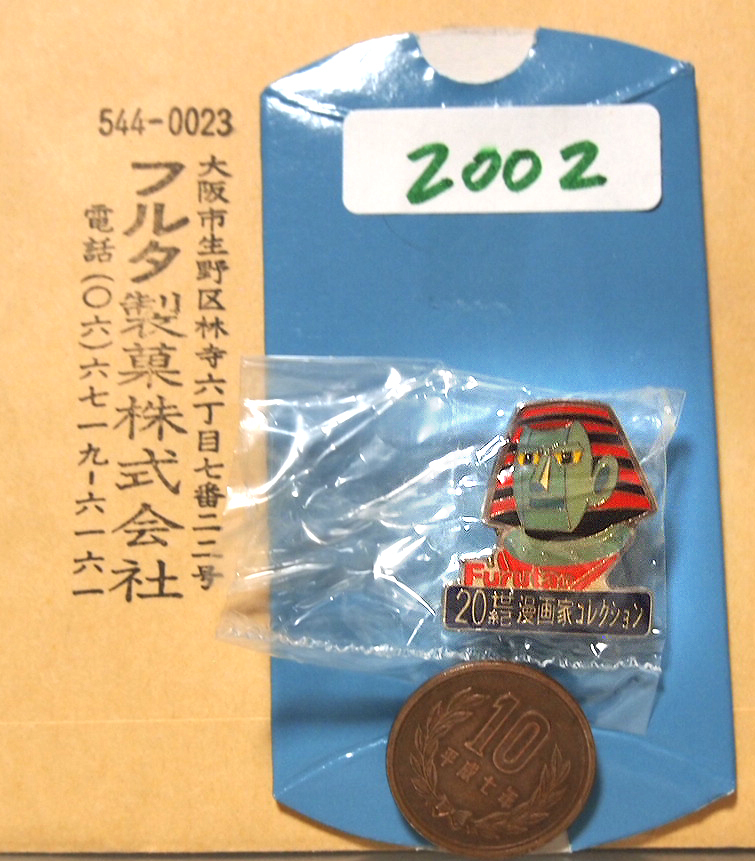 544-0023
大阪市生野区林寺六丁目七番二二号
フルタ製菓株式会社
電話(〇六)六七一九-六一六一
2002
Furuta
20世紀漫画家コレクション
10
平成七年